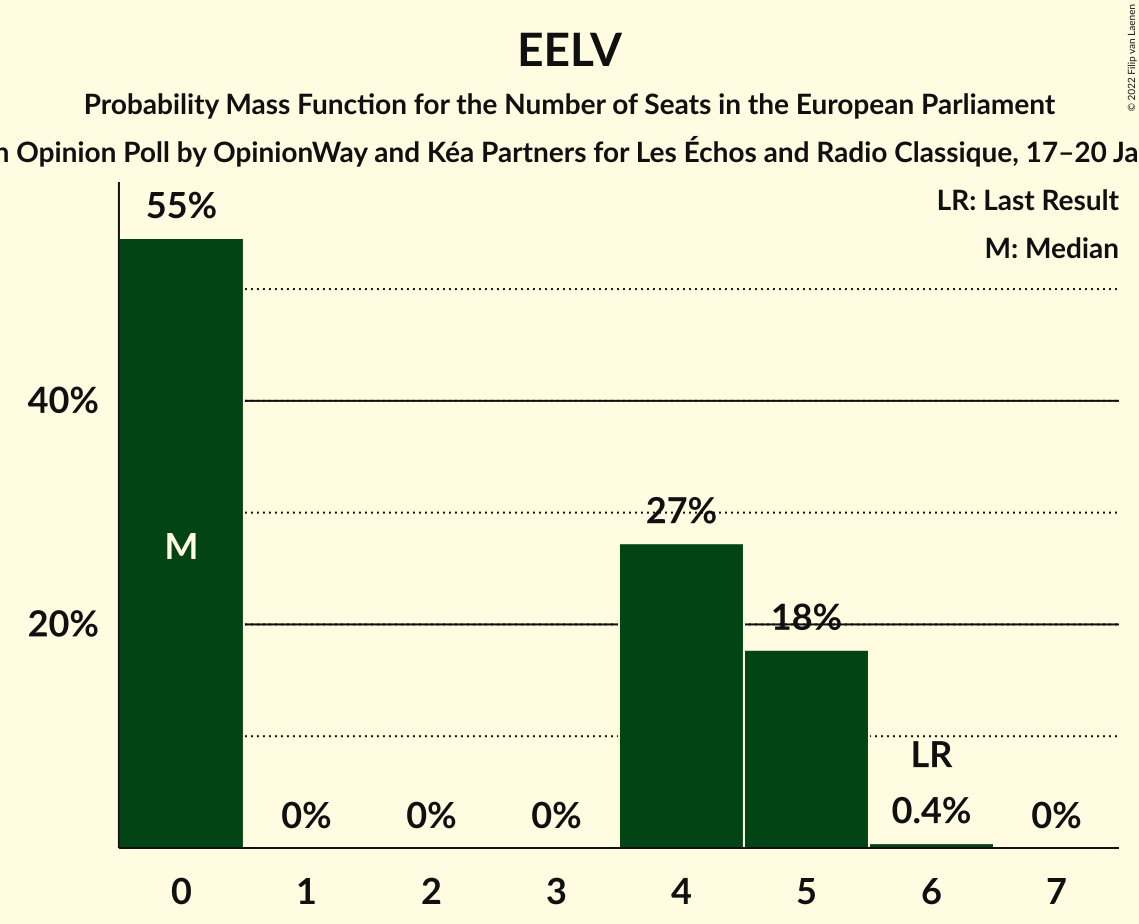 EELV
Probability Mass Function for the Number of Seats in the European Parliament
Opinion Poll by OpinionWay and Kéa Partners for Les Échos and Radio Classique, 17–20
LR: Last Result
M: Median
© 2022 Filip van Laenen
55%
40%
27%
M
20%
18%
LR
0% 0% 0% 0.4% 0%
0 1 2 3 4 5 6 7